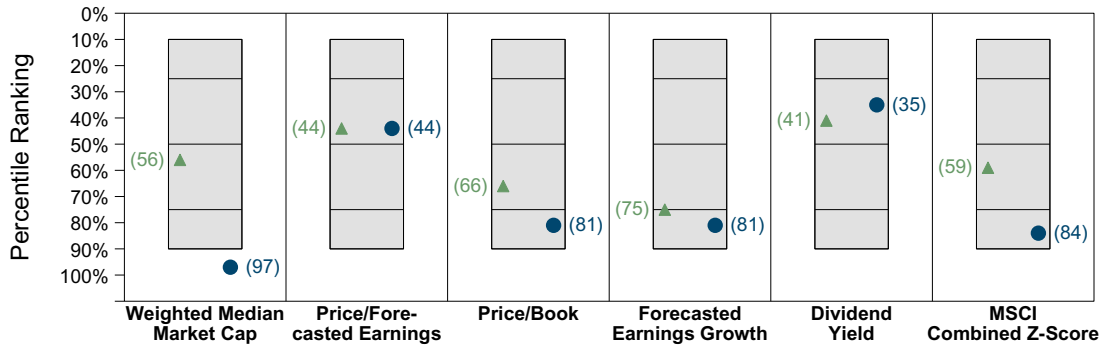 Percentile Ranking
0%
10%
20%
30%
40%
50%
60%
70%
80%
90%
100%
(56)
(97)
(44)
(44)
(66)
(81)
(75)
(81)
(41)
(35)
(59)
(84)
Weighted Median
Market Cap
Price/Fore-
casted Earnings
Price/Book
Forecasted
Earnings Growth
Dividend
Yield
MSCI
Combined Z-Score